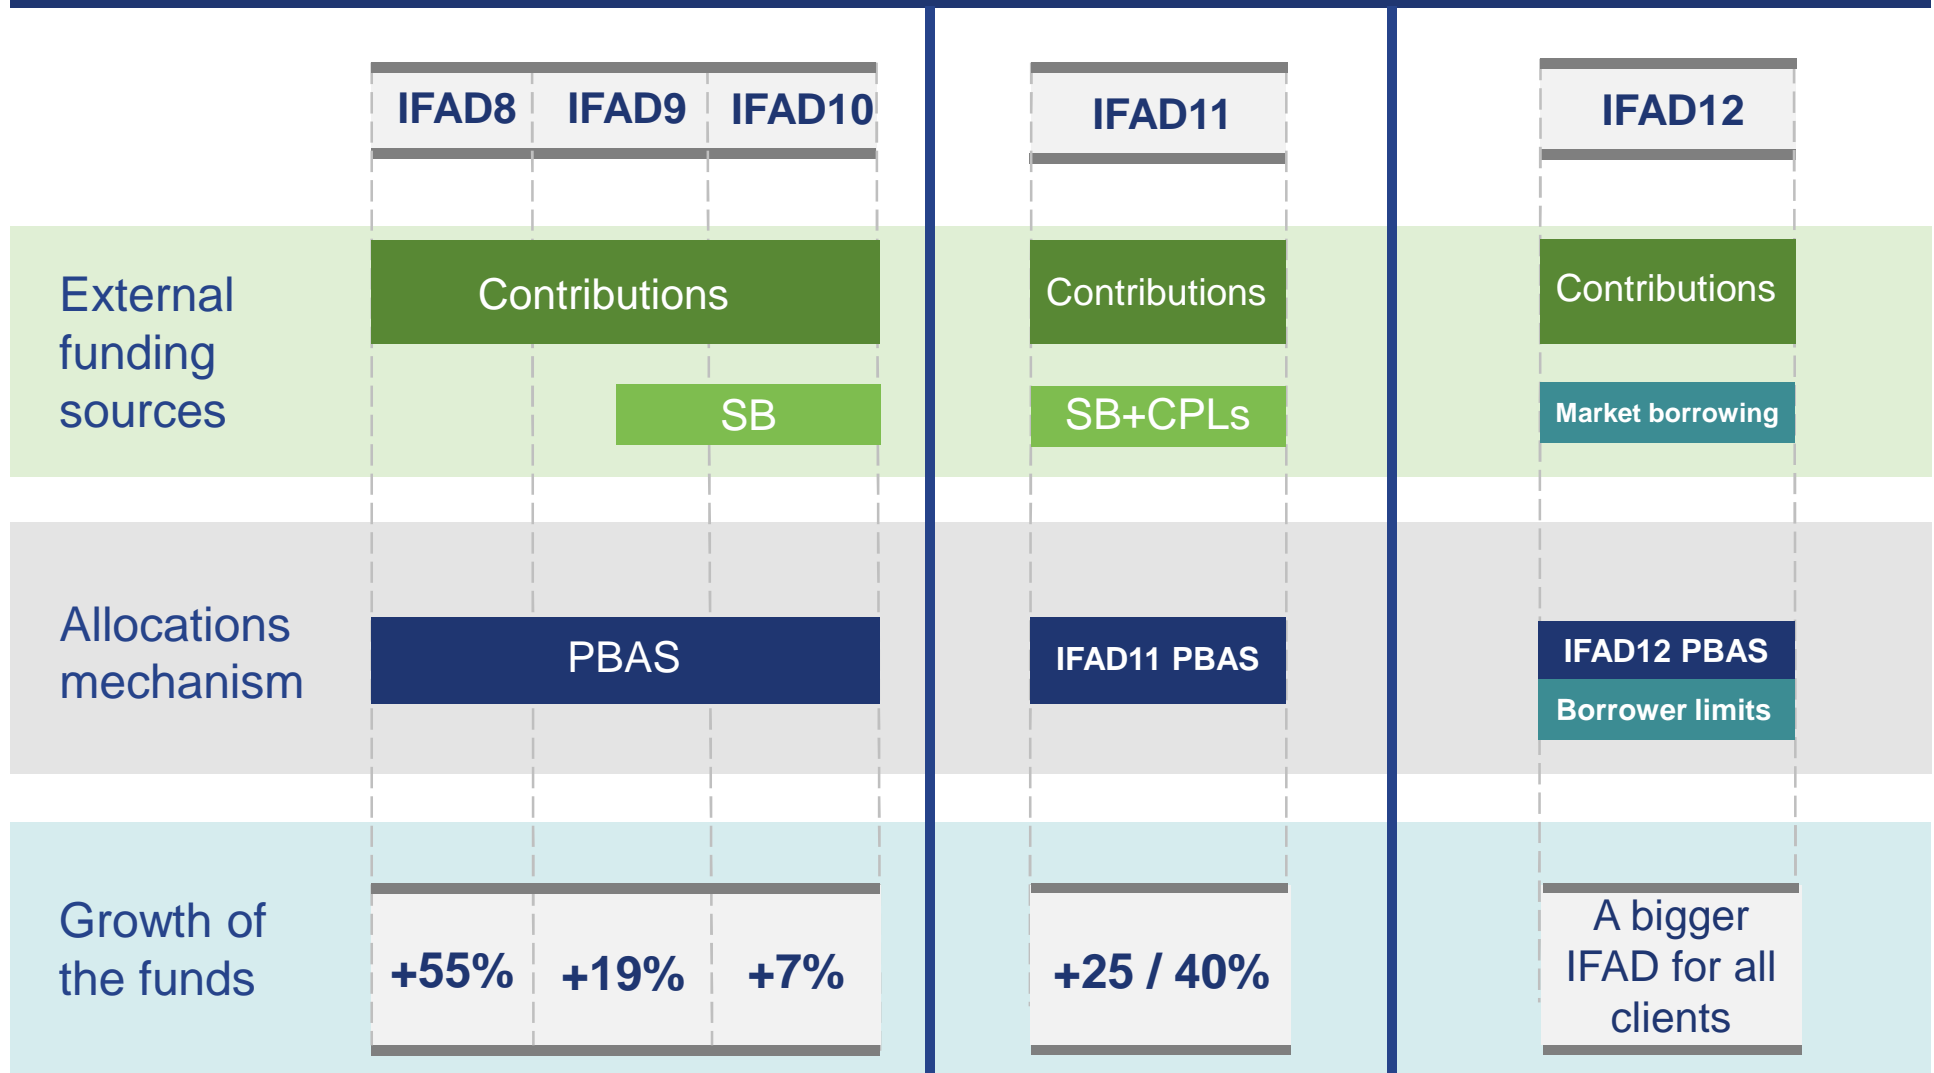 IFAD8 IFAD9 IFAD10 IFAD11 IFAD12
External
funding
sources
Contributions Contributions Contributions
SB SB+CPLs Market borrowing
Allocations
mechanism
PBAS IFAD11 PBAS IFAD12 PBAS
Borrower limits
Growth of
the funds
+55% +19% +7% +25 / 40%
A bigger
IFAD for all
clients